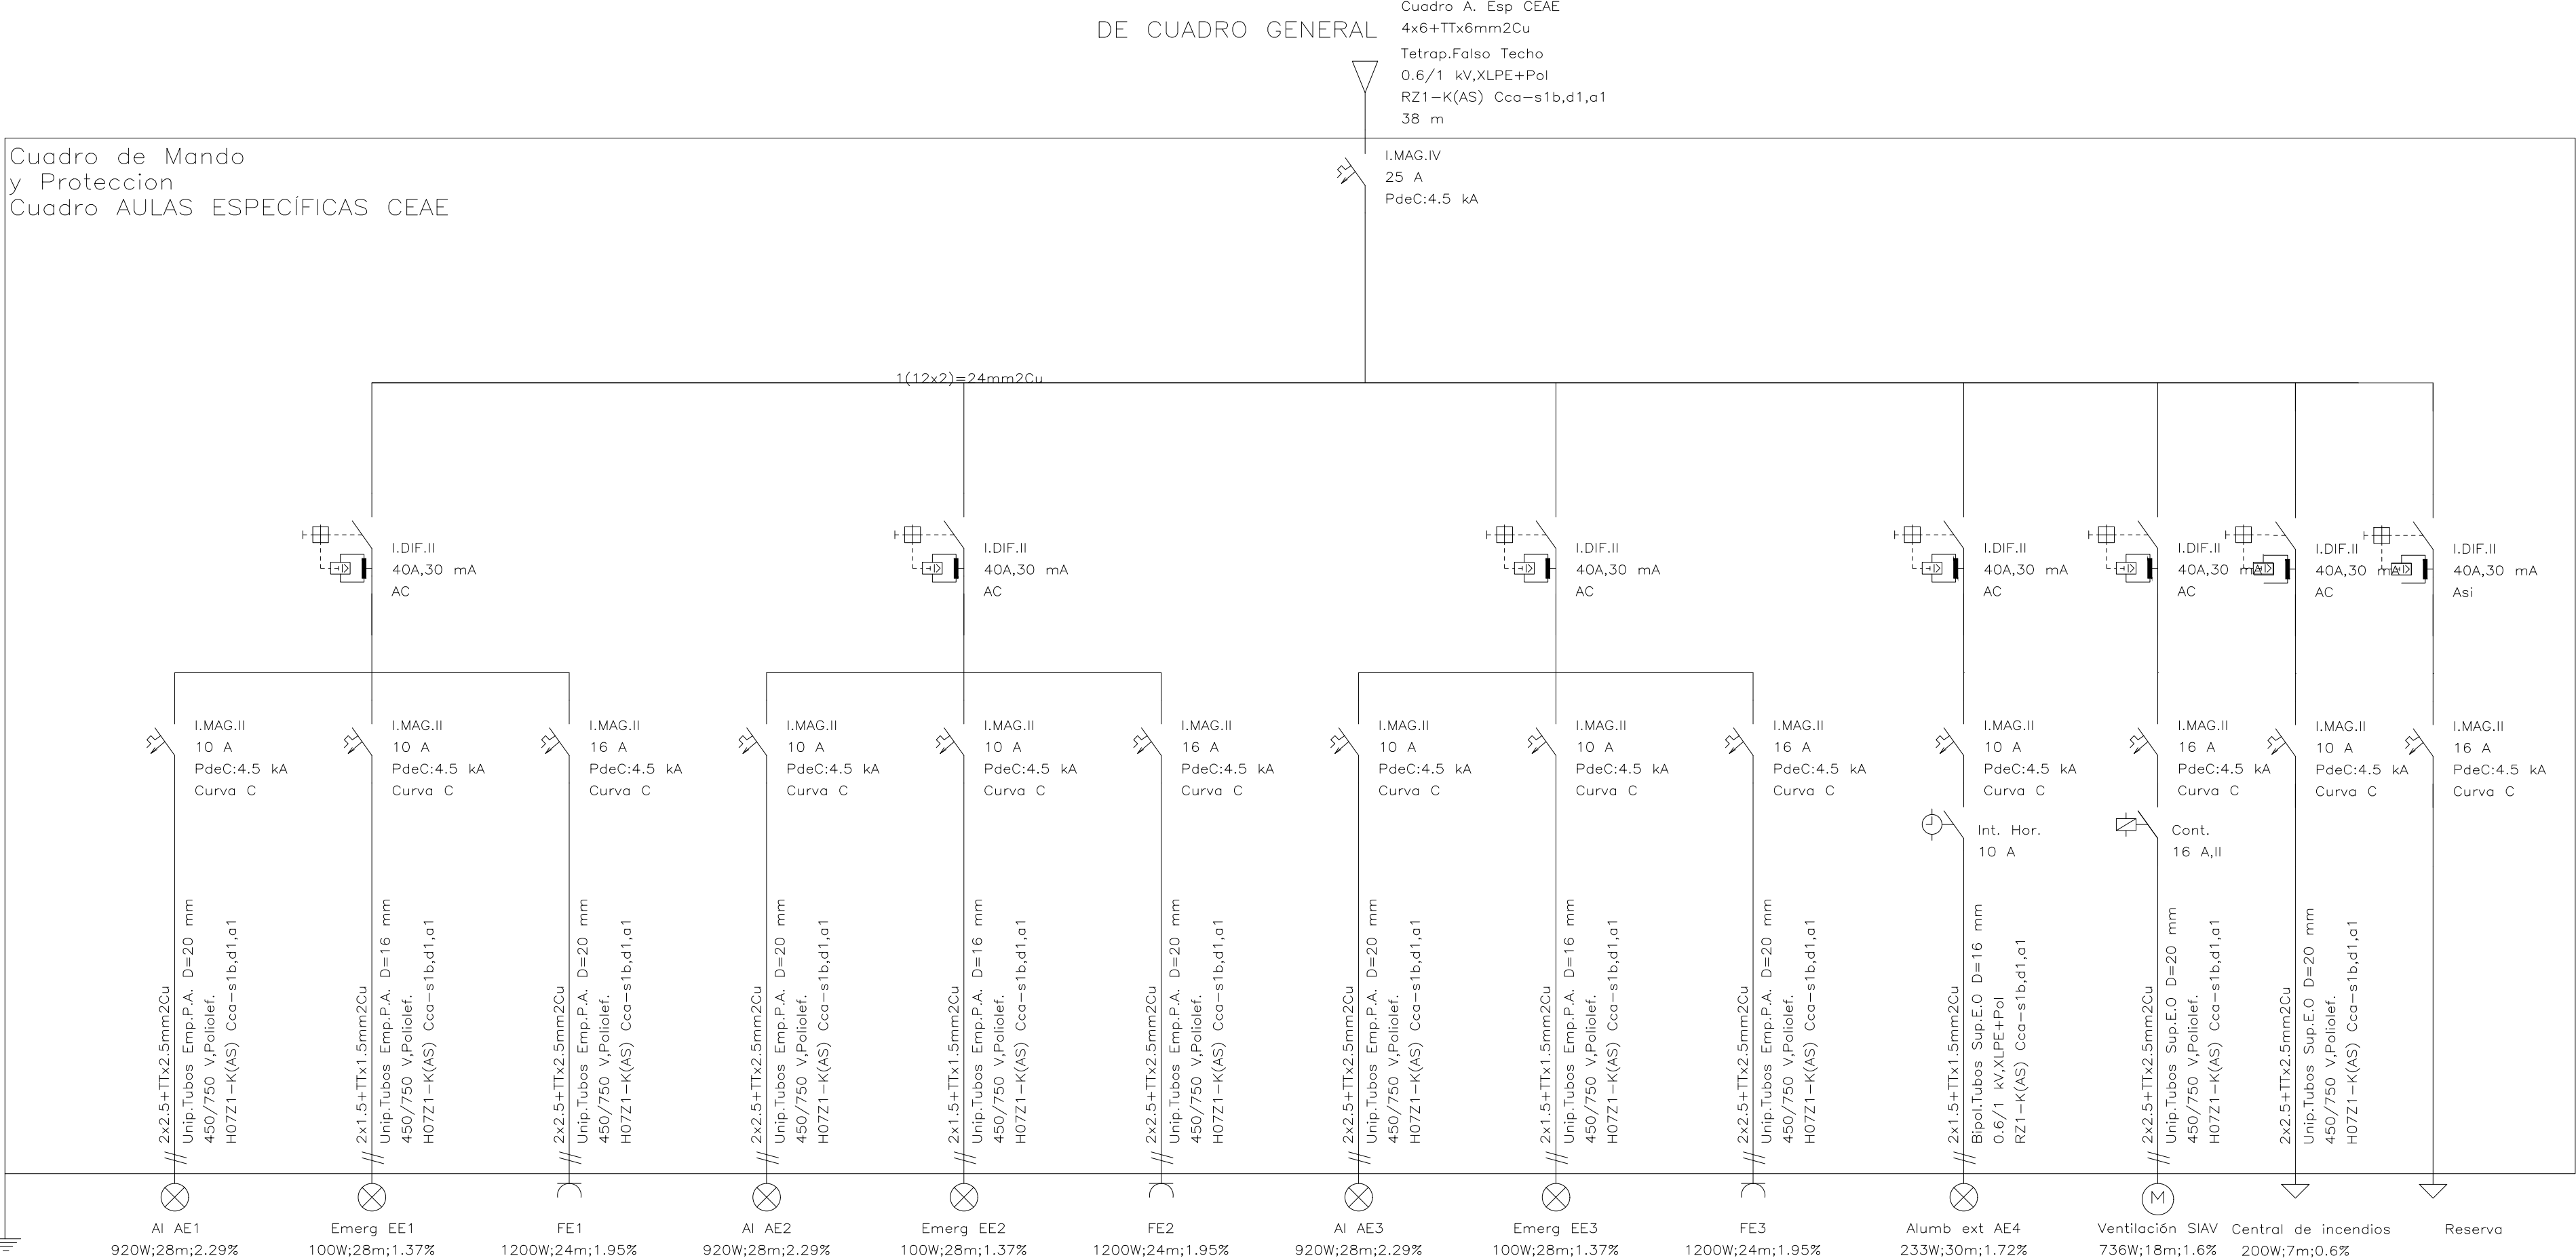 Cuadro A. Esp CEAE
DE CUADRO GENERAL
4x6+TTx6mm2Cu
Tetrap.Falso Techo
0.6/1 kV,XLPE+Pol
RZ1-K(AS) Cca-s1b,d1,a1
38 m
Cuadro de Mando
y Proteccion
Cuadro AULAS ESPECÍFICAS CEAE
I.MAG.IV
25 A
PdeC:4.5 kA
1(12x2)=24mm2Cu
I.DIF.II
40A,30 mA
AC
I.DIF.II
40A,30 mA
AC
I.DIF.II
40A,30 mA
AC
I.DIF.II
40A,30 mA
AC
I.DIF.II
40A,30 mA
AC
I.DIF.II
40A,30 mA
AC
I.DIF.II
40A,30 mA
Asi
I.MAG.II
10 A
PdeC:4.5 kA
Curva C
I.MAG.II
10 A
PdeC:4.5 kA
Curva C
I.MAG.II
16 A
PdeC:4.5 kA
Curva C
I.MAG.II
10 A
PdeC:4.5 kA
Curva C
I.MAG.II
10 A
PdeC:4.5 kA
Curva C
I.MAG.II
16 A
PdeC:4.5 kA
Curva C
I.MAG.II
10 A
PdeC:4.5 kA
Curva C
I.MAG.II
10 A
PdeC:4.5 kA
Curva C
I.MAG.II
16 A
PdeC:4.5 kA
Curva C
I.MAG.II
10 A
PdeC:4.5 kA
Curva C
I.MAG.II
16 A
PdeC:4.5 kA
Curva C
I.MAG.II
10 A
PdeC:4.5 kA
Curva C
I.MAG.II
16 A
PdeC:4.5 kA
Curva C
Int. Hor.
10 A
Cont.
16 A,II
2x2.5+TTx2.5mm2Cu
Unip.Tubos Emp.P.A. D=20 mm
450/750 V,Poliolef.
H07Z1-K(AS) Cca-s1b,d1,a1
2x1.5+TTx1.5mm2Cu
Unip.Tubos Emp.P.A. D=16 mm
450/750 V,Poliolef.
H07Z1-K(AS) Cca-s1b,d1,a1
2x2.5+TTx2.5mm2Cu
Unip.Tubos Emp.P.A. D=20 mm
450/750 V,Poliolef.
H07Z1-K(AS) Cca-s1b,d1,a1
2x2.5+TTx2.5mm2Cu
Unip.Tubos Emp.P.A. D=20 mm
450/750 V,Poliolef.
H07Z1-K(AS) Cca-s1b,d1,a1
2x1.5+TTx1.5mm2Cu
Unip.Tubos Emp.P.A. D=16 mm
450/750 V,Poliolef.
H07Z1-K(AS) Cca-s1b,d1,a1
2x2.5+TTx2.5mm2Cu
Unip.Tubos Emp.P.A. D=20 mm
450/750 V,Poliolef.
H07Z1-K(AS) Cca-s1b,d1,a1
2x2.5+TTx2.5mm2Cu
Unip.Tubos Emp.P.A. D=20 mm
450/750 V,Poliolef.
H07Z1-K(AS) Cca-s1b,d1,a1
2x1.5+TTx1.5mm2Cu
Unip.Tubos Emp.P.A. D=16 mm
450/750 V,Poliolef.
H07Z1-K(AS) Cca-s1b,d1,a1
2x2.5+TTx2.5mm2Cu
Unip.Tubos Emp.P.A. D=20 mm
450/750 V,Poliolef.
H07Z1-K(AS) Cca-s1b,d1,a1
2x1.5+TTx1.5mm2Cu
Bipol.Tubos Sup.E.O D=16 mm
0.6/1 kV,XLPE+Pol
RZ1-K(AS) Cca-s1b,d1,a1
2x2.5+TTx2.5mm2Cu
Unip.Tubos Sup.E.O D=20 mm
450/750 V,Poliolef.
H07Z1-K(AS) Cca-s1b,d1,a1
2x2.5+TTx2.5mm2Cu
Unip.Tubos Sup.E.O D=20 mm
450/750 V,Poliolef.
H07Z1-K(AS) Cca-s1b,d1,a1
M
Al AE1
920W;28m;2.29%
Emerg EE1
100W;28m;1.37%
FE1
1200W;24m;1.95%
Al AE2
920W;28m;2.29%
Emerg EE2
100W;28m;1.37%
FE2
1200W;24m;1.95%
Al AE3
920W;28m;2.29%
Emerg EE3
100W;28m;1.37%
FE3
1200W;24m;1.95%
Alumb ext AE4
233W;30m;1.72%
Ventilación SIAV
736W;18m;1.6%
Central de incendios
200W;7m;0.6%
Reserva